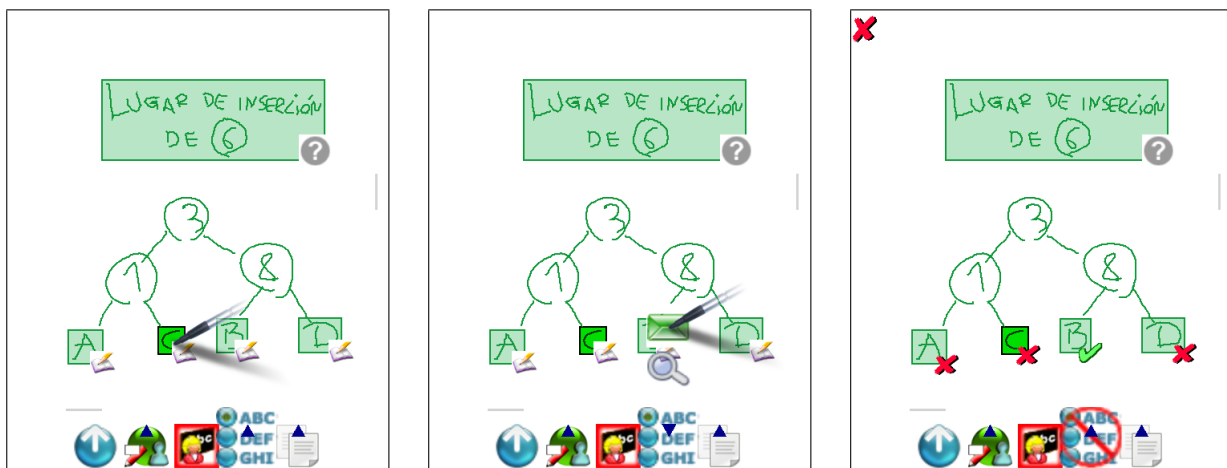 LUGAR DE INSERCIÓN
DE 6
?
3
1 8
A C B D
ABC
DEF
GHI
LUGAR DE INSERCIÓN
DE 6
?
3
1 8
A C D
ABC
DEF
GHI
LUGAR DE INSERCIÓN
DE 6
?
3
1 8
A C B D
ABC
DEF
GHI